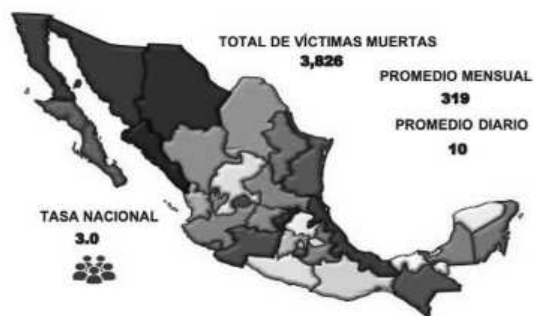 TOTAL DE VÍCTIMAS MUERTAS
3,826
PROMEDIO MENSUAL
319
PROMEDIO DIARIO
10
TASA NACIONAL
3.0